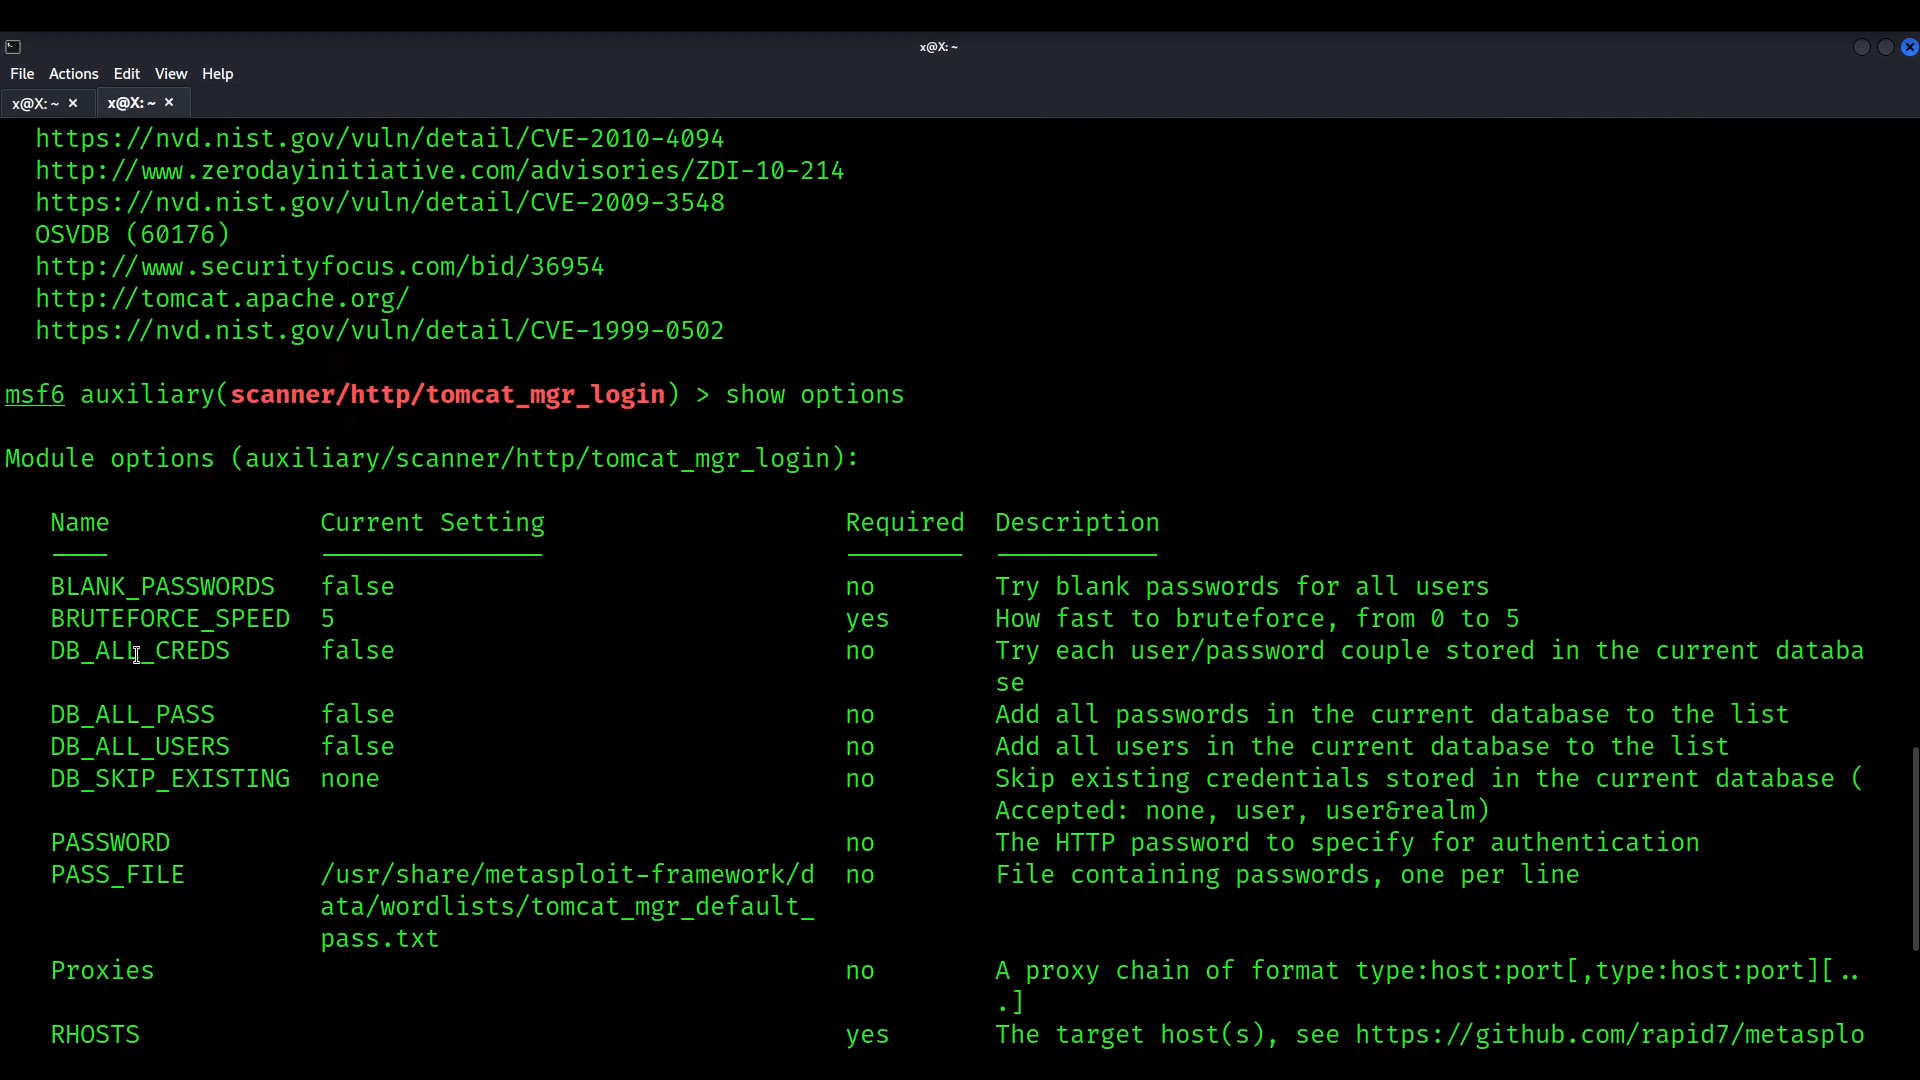 x@X: ~
File Actions Edit View Help
x@X: ~ × x@X: ~ ×
https://nvd.nist.gov/vuln/detail/CVE-2010-4094
http://www.zerodayinitiative.com/advisories/ZDI-10-214
https://nvd.nist.gov/vuln/detail/CVE-2009-3548
OSVDB (60176)
http://www.securityfocus.com/bid/36954
http://tomcat.apache.org/
https://nvd.nist.gov/vuln/detail/CVE-1999-0502
msf6 auxiliary(scanner/http/tomcat_mgr_login) > show options
Module options (auxiliary/scanner/http/tomcat_mgr_login):
Name Current Setting Required Description
BLANK_PASSWORDS false no Try blank passwords for all users
BRUTEFORCE_SPEED 5 yes How fast to bruteforce, from 0 to 5
DB_ALL_CREDS false no Try each user/password couple stored in the current databa
se
DB_ALL_PASS false no Add all passwords in the current database to the list
DB_ALL_USERS false no Add all users in the current database to the list
DB_SKIP_EXISTING none no Skip existing credentials stored in the current database (
Accepted: none, user, user&realm)
PASSWORD no The HTTP password to specify for authentication
PASS_FILE /usr/share/metasploit-framework/d no File containing passwords, one per line
ata/wordlists/tomcat_mgr_default_
pass.txt
Proxies no A proxy chain of format type:host:port[,type:host:port][..
.]
RHOSTS yes The target host(s), see https://github.com/rapid7/metasplo